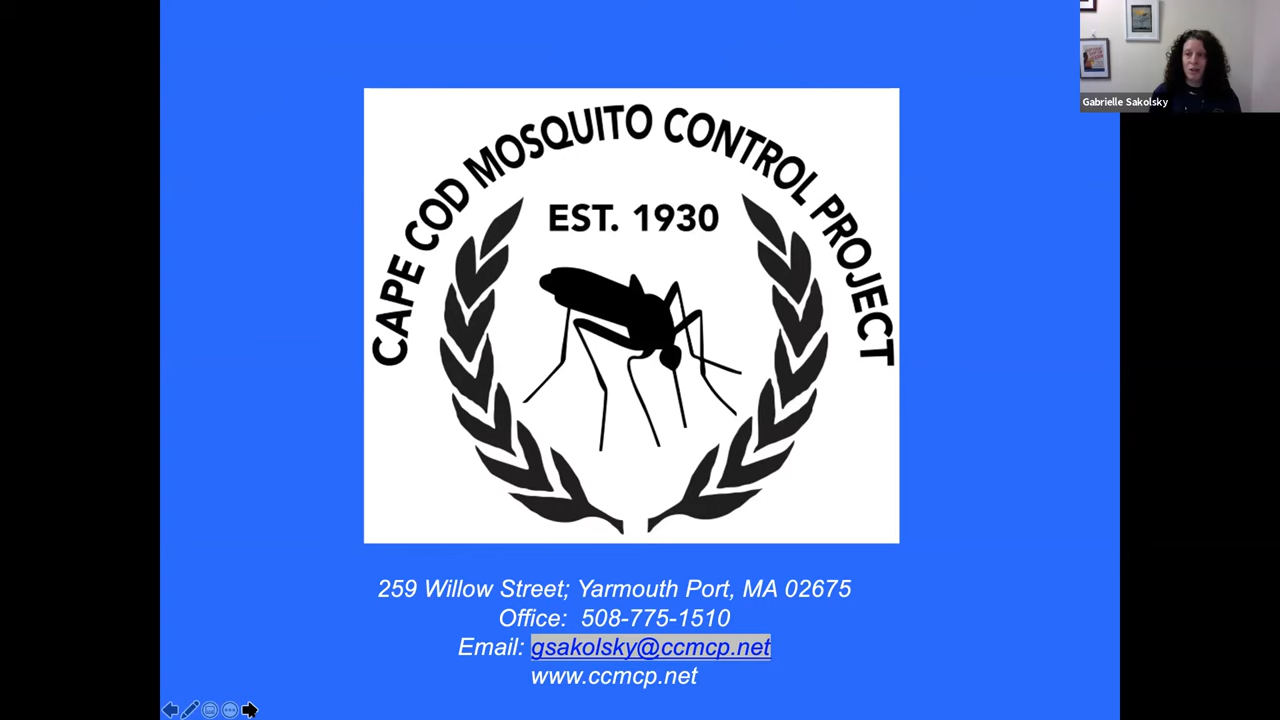 Gabrielle Sakolsky
CAPE COD MOSQUITO CONTROL PROJECT
EST. 1930
259 Willow Street; Yarmouth Port, MA 02675
Office: 508-775-1510
Email: gsakolsky@ccmcp.net
www.ccmcp.net